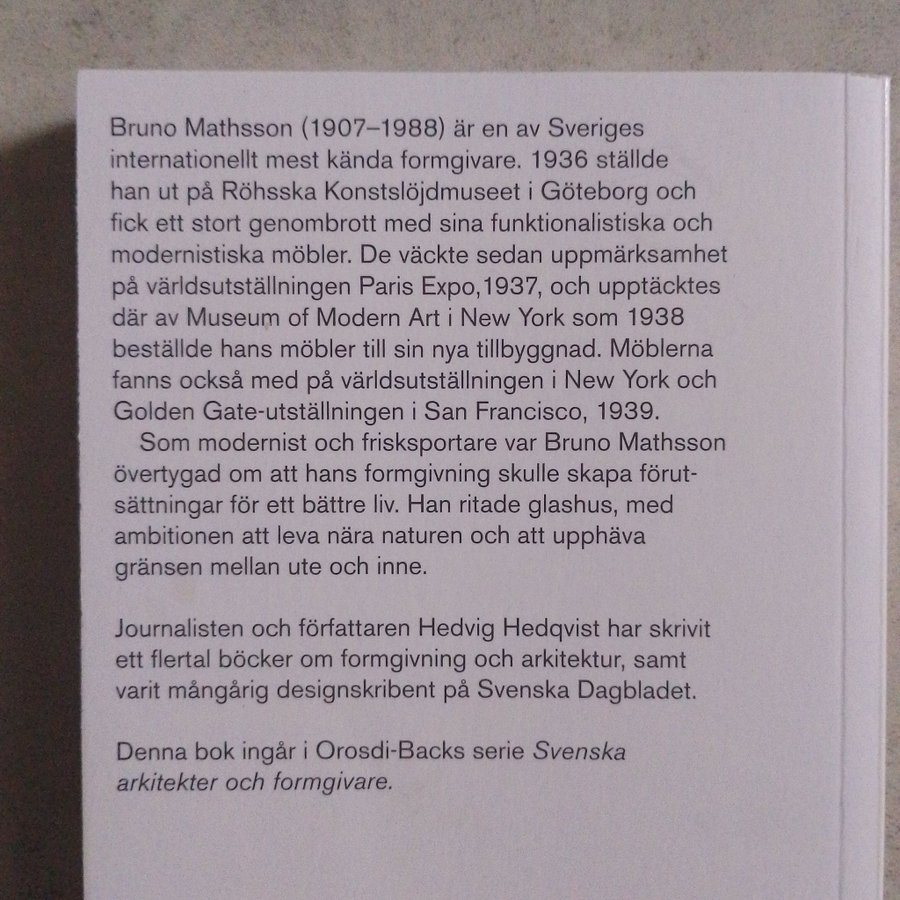 Bruno Mathsson (1907–1988) är en av Sveriges
internationellt mest kända formgivare. 1936 ställde
han ut på Röhsska Konstslöjdmuseet i Göteborg och
fick ett stort genombrott med sina funktionalistiska och
modernistiska möbler. De väckte sedan uppmärksamhet
på världsutställningen Paris Expo,1937, och upptäcktes
där av Museum of Modern Art i New York som 1938
beställde hans möbler till sin nya tillbyggnad. Möblerna
fanns också med på världsutställningen i New York och
Golden Gate-utställningen i San Francisco, 1939.
Som modernist och frisksportare var Bruno Mathsson
övertygad om att hans formgivning skulle skapa förut-
sättningar för ett bättre liv. Han ritade glashus, med
ambitionen att leva nära naturen och att upphäva
gränsen mellan ute och inne.
Journalisten och författaren Hedvig Hedqvist har skrivit
ett flertal böcker om formgivning och arkitektur, samt
varit mångårig designskribent på Svenska Dagbladet.
Denna bok ingår i Orosdi-Backs serie Svenska
arkitekter och formgivare.